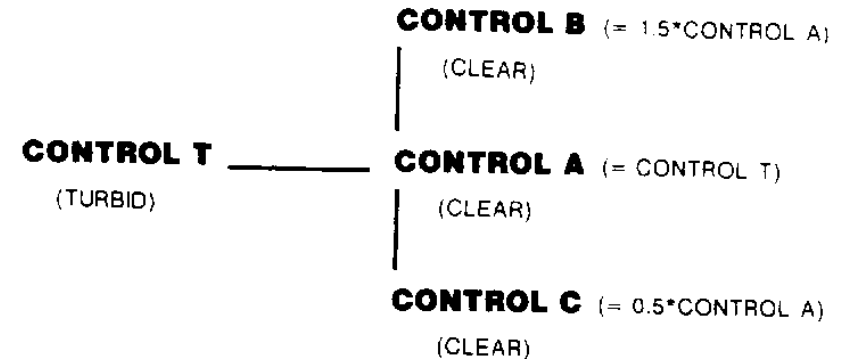 CONTROL B (= 1.5*CONTROL A)
(CLEAR)
CONTROL T CONTROL A (= CONTROL T)
(TURBID) (CLEAR)
CONTROL C (= 0.5*CONTROL A)
(CLEAR)